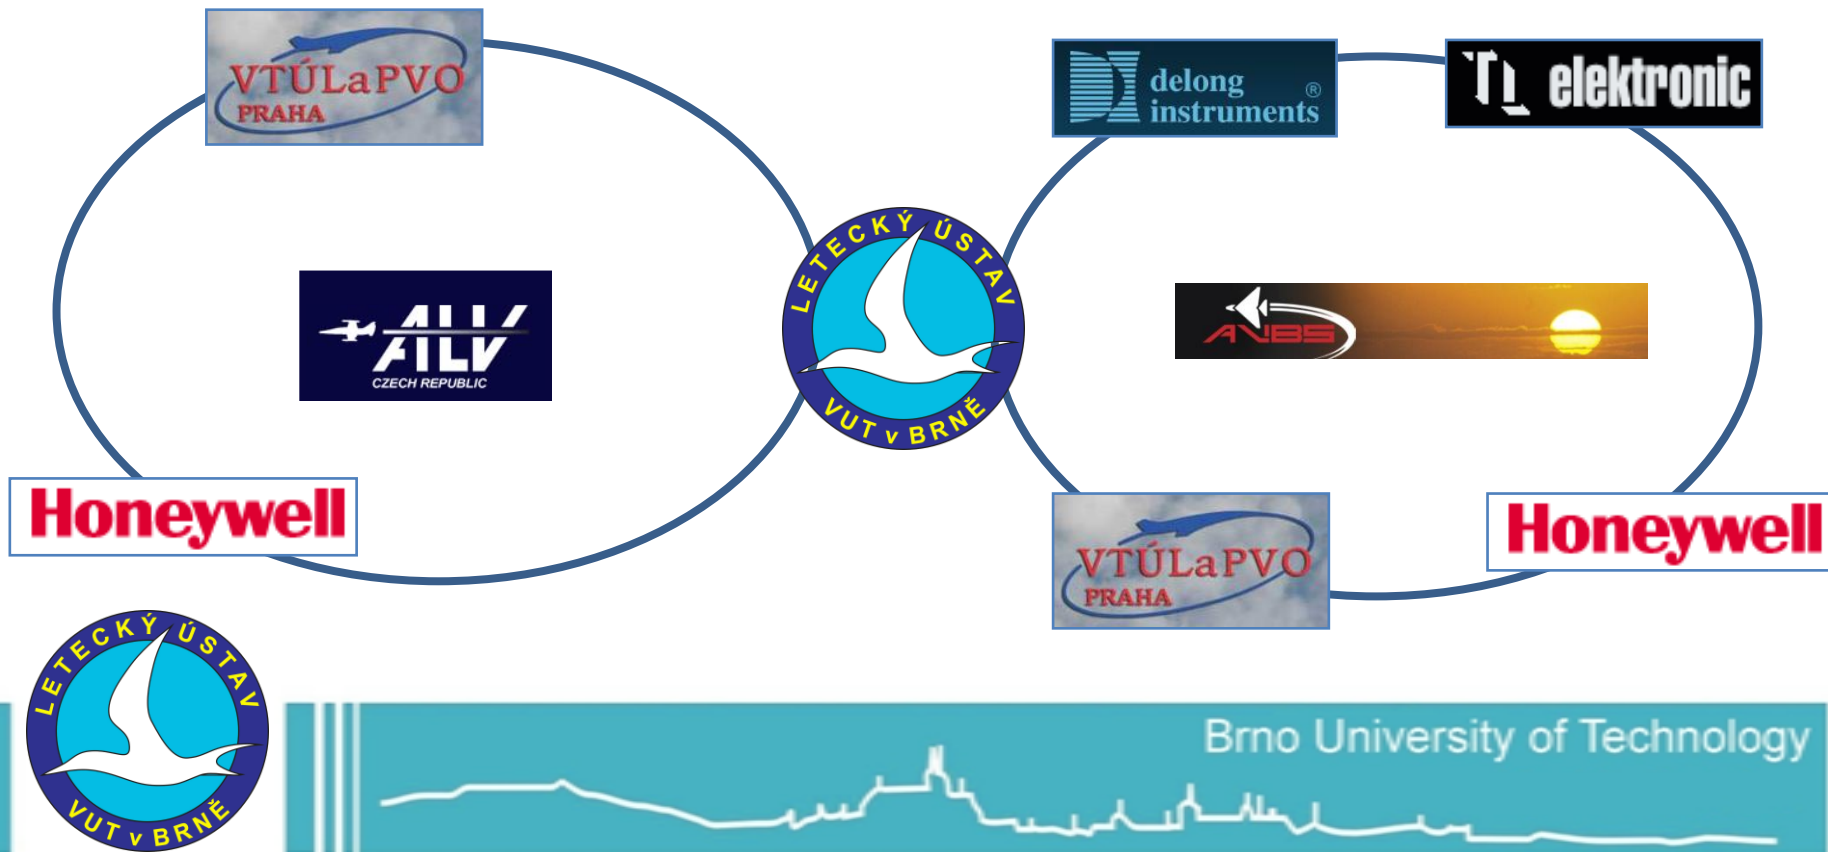 VTÚLaPVO
PRAHA
delong
instruments ®
TL elektronic
LETECKÝ ÚSTAV
VUT v BRNĚ
ALV
CZECH REPUBLIC
AVBS
Honeywell
VTÚLaPVO
PRAHA
Honeywell
LETECKÝ ÚSTAV
VUT v BRNĚ
Brno University of Technology